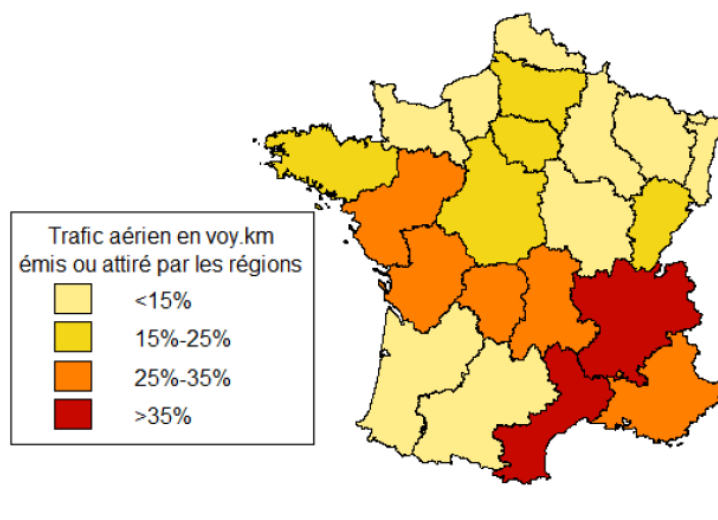 Trafic aérien en voy.km
émis ou attiré par les régions
<15%
15%-25%
25%-35%
>35%